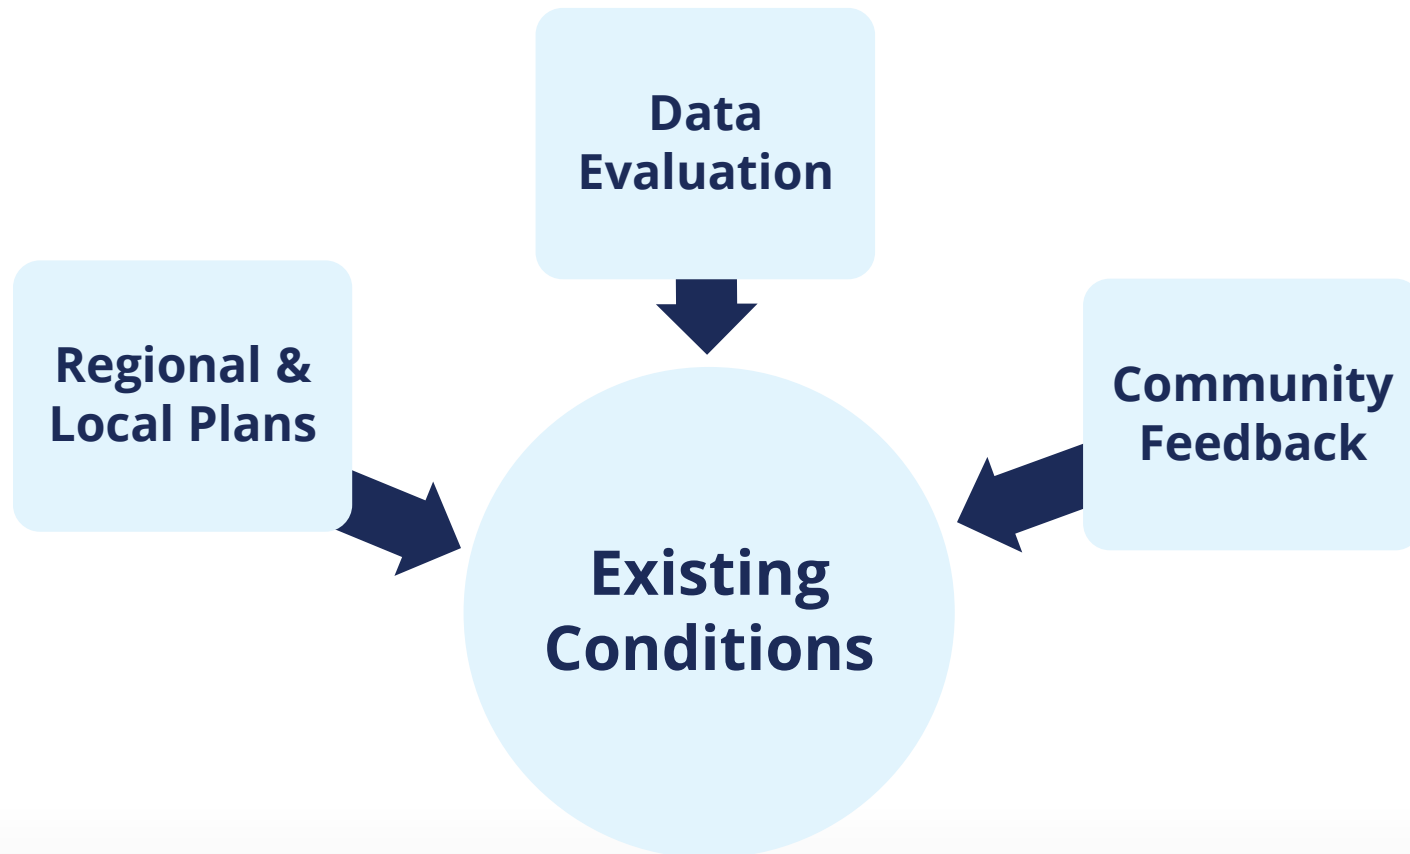 Data
Evaluation
Regional &
Local Plans
Community
Feedback
Existing
Conditions